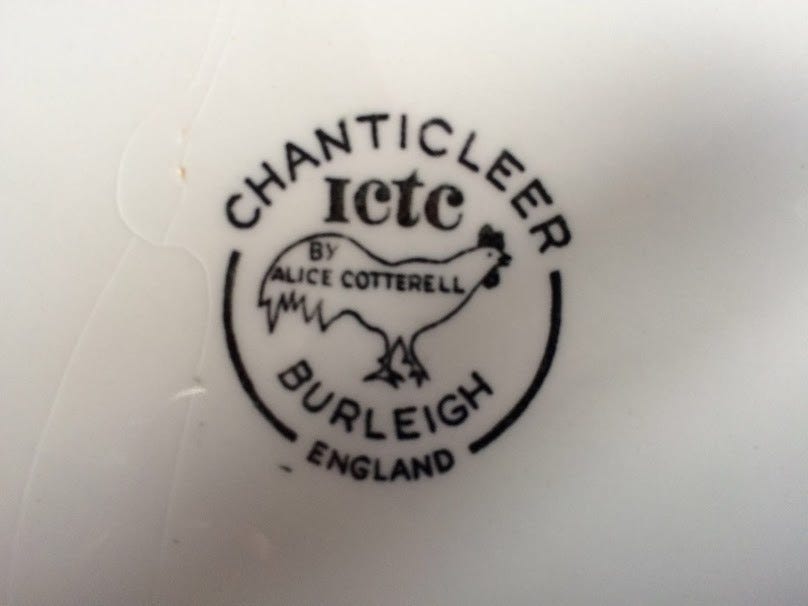 CHANTICLEER
ICTC
BY
ALICE COTTERELL
BURLEIGH
ENGLAND